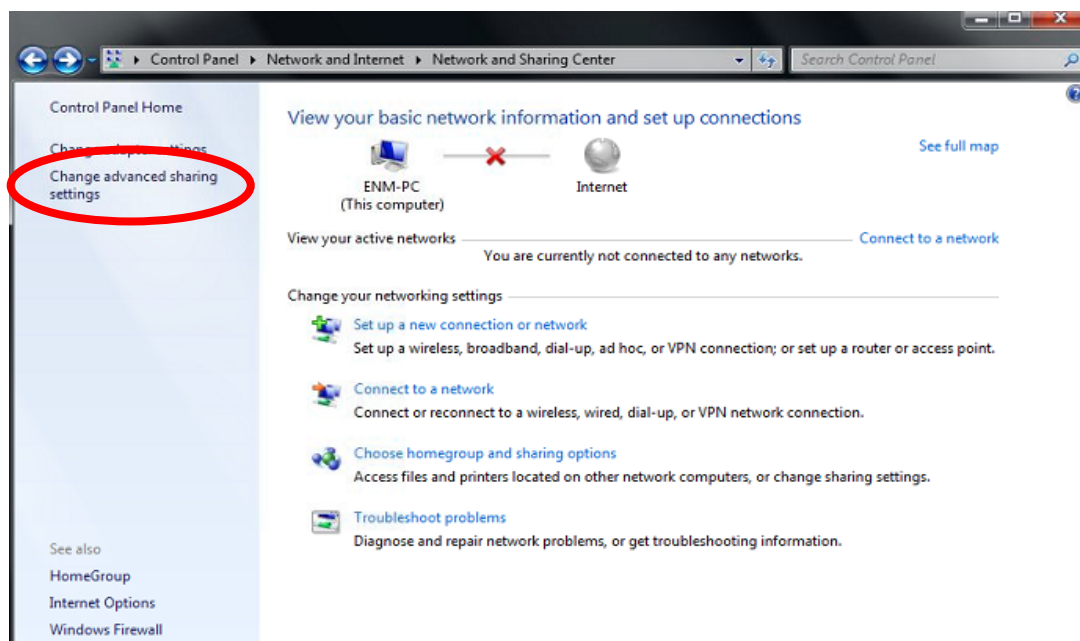 Control Panel ▸ Network and Internet ▸ Network and Sharing Center
Search Control Panel
Control Panel Home
Change adapter settings
Change advanced sharing
settings
See also
HomeGroup
Internet Options
Windows Firewall
View your basic network information and set up connections
See full map
ENM-PC
(This computer)
Internet
View your active networks
Connect to a network
You are currently not connected to any networks.
Change your networking settings
Set up a new connection or network
Set up a wireless, broadband, dial-up, ad hoc, or VPN connection; or set up a router or access point.
Connect to a network
Connect or reconnect to a wireless, wired, dial-up, or VPN network connection.
Choose homegroup and sharing options
Access files and printers located on other network computers, or change sharing settings.
Troubleshoot problems
Diagnose and repair network problems, or get troubleshooting information.